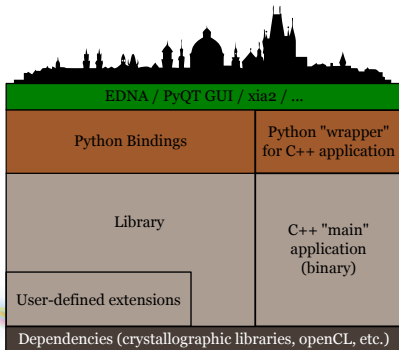 EDNA / PyQT GUI / xia2 / ...
Python Bindings
Python "wrapper"
for C++ application
Library
C++ "main"
application
(binary)
User-defined extensions
Dependencies (crystallographic libraries, openCL, etc.)